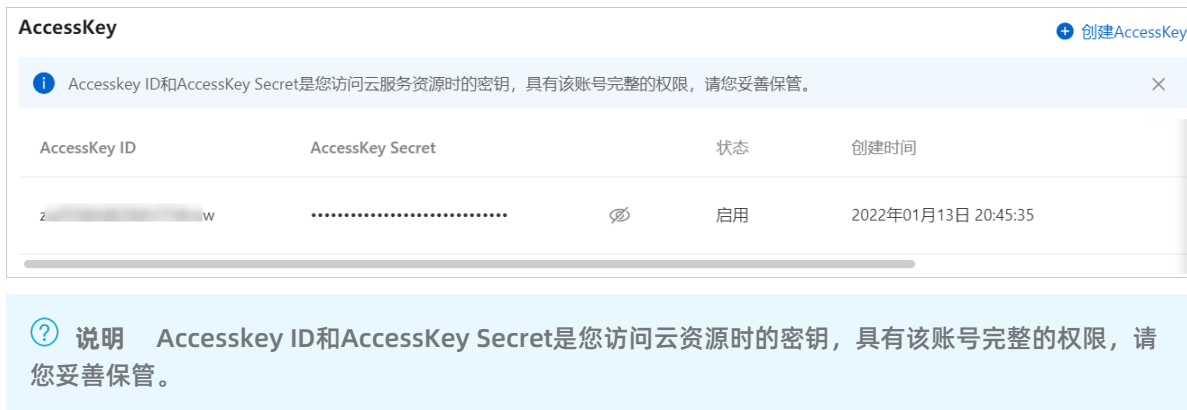 AccessKey
创建AccessKey
Accesskey ID和AccessKey Secret是您访问云服务资源时的密钥，具有该账号完整的权限，请您妥善保管。
AccessKey ID AccessKey Secret 状态 创建时间
z w •••••••••••••••••••••••••••••• 启用 2022年01月13日 20:45:35
说明 Accesskey ID和AccessKey Secret是您访问云资源时的密钥，具有该账号完整的权限，请
您妥善保管。